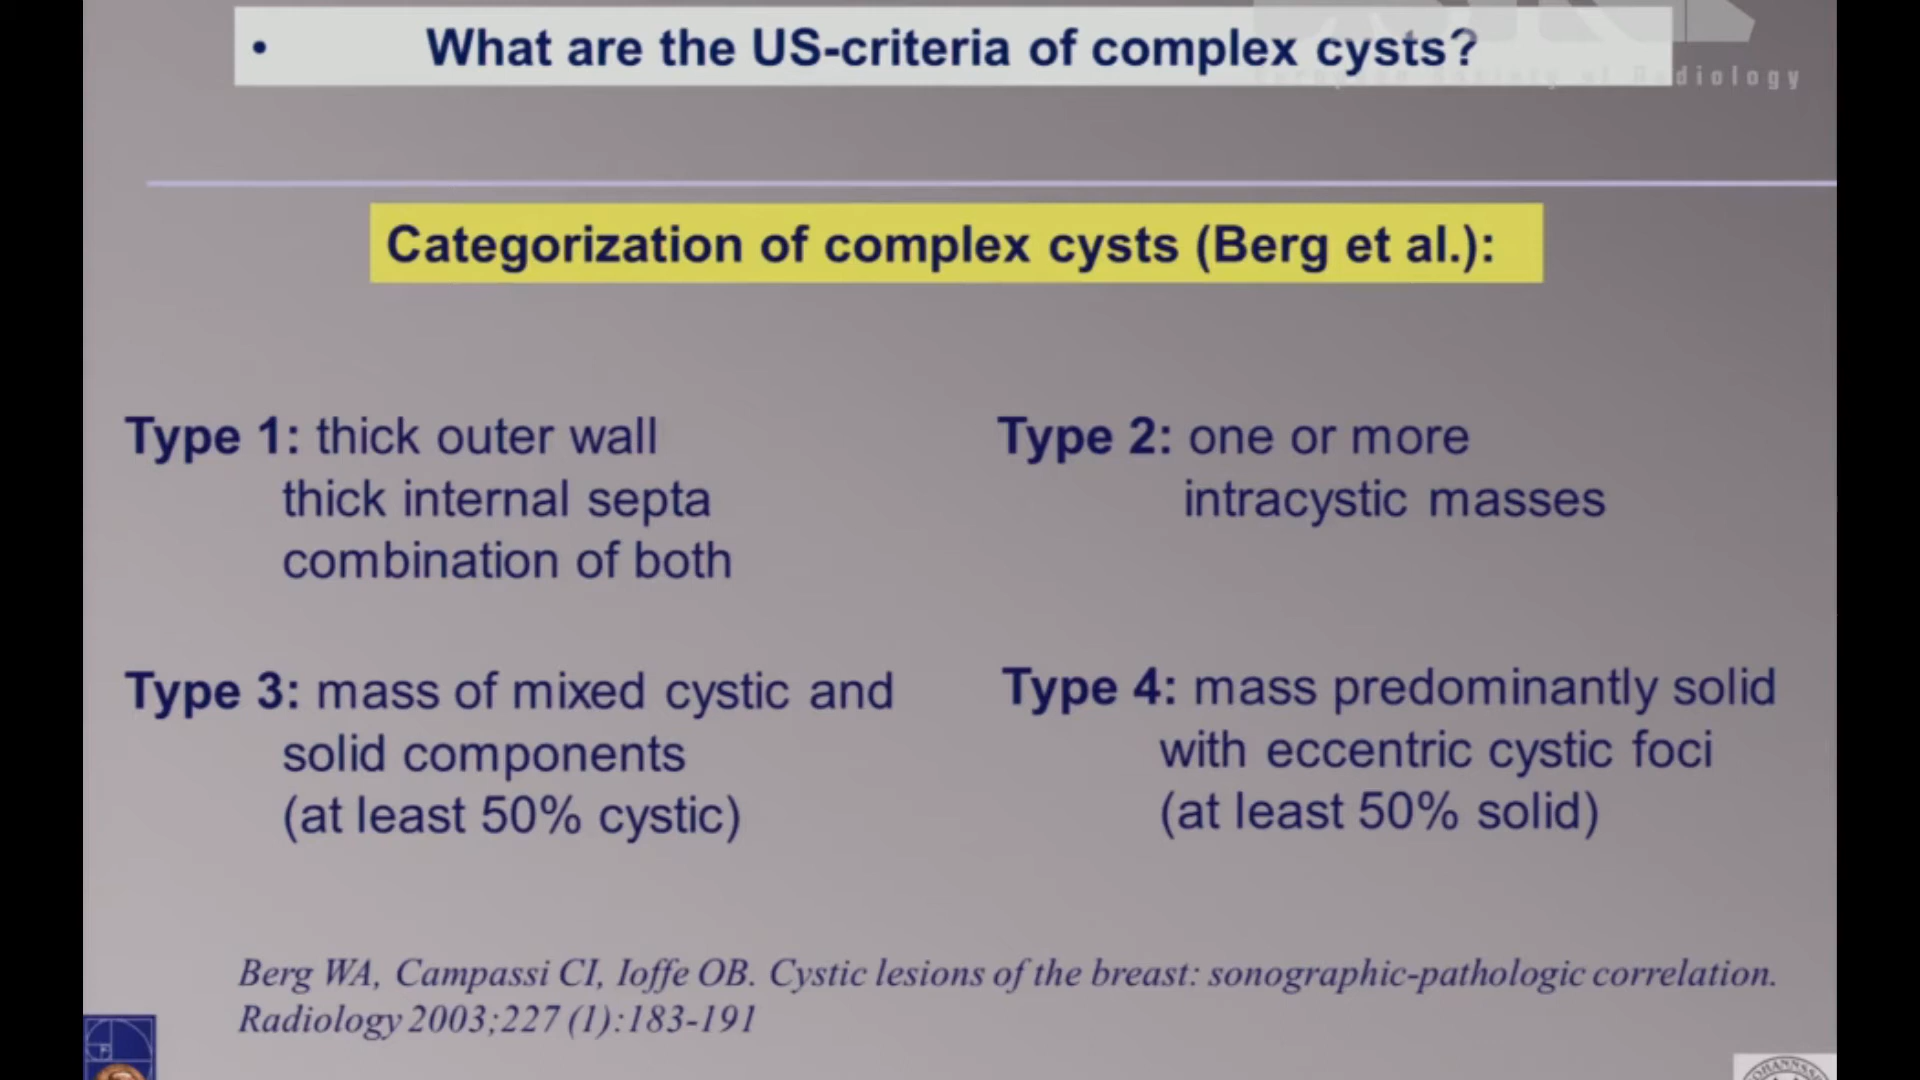 • What are the US-criteria of complex cysts?
Categorization of complex cysts (Berg et al.):
Type 1: thick outer wall
thick internal septa
combination of both
Type 2: one or more
intracystic masses
Type 3: mass of mixed cystic and
solid components
(at least 50% cystic)
Type 4: mass predominantly solid
with eccentric cystic foci
(at least 50% solid)
Berg WA, Campassi CI, Ioffe OB. Cystic lesions of the breast: sonographic-pathologic correlation.
Radiology 2003;227 (1):183-191